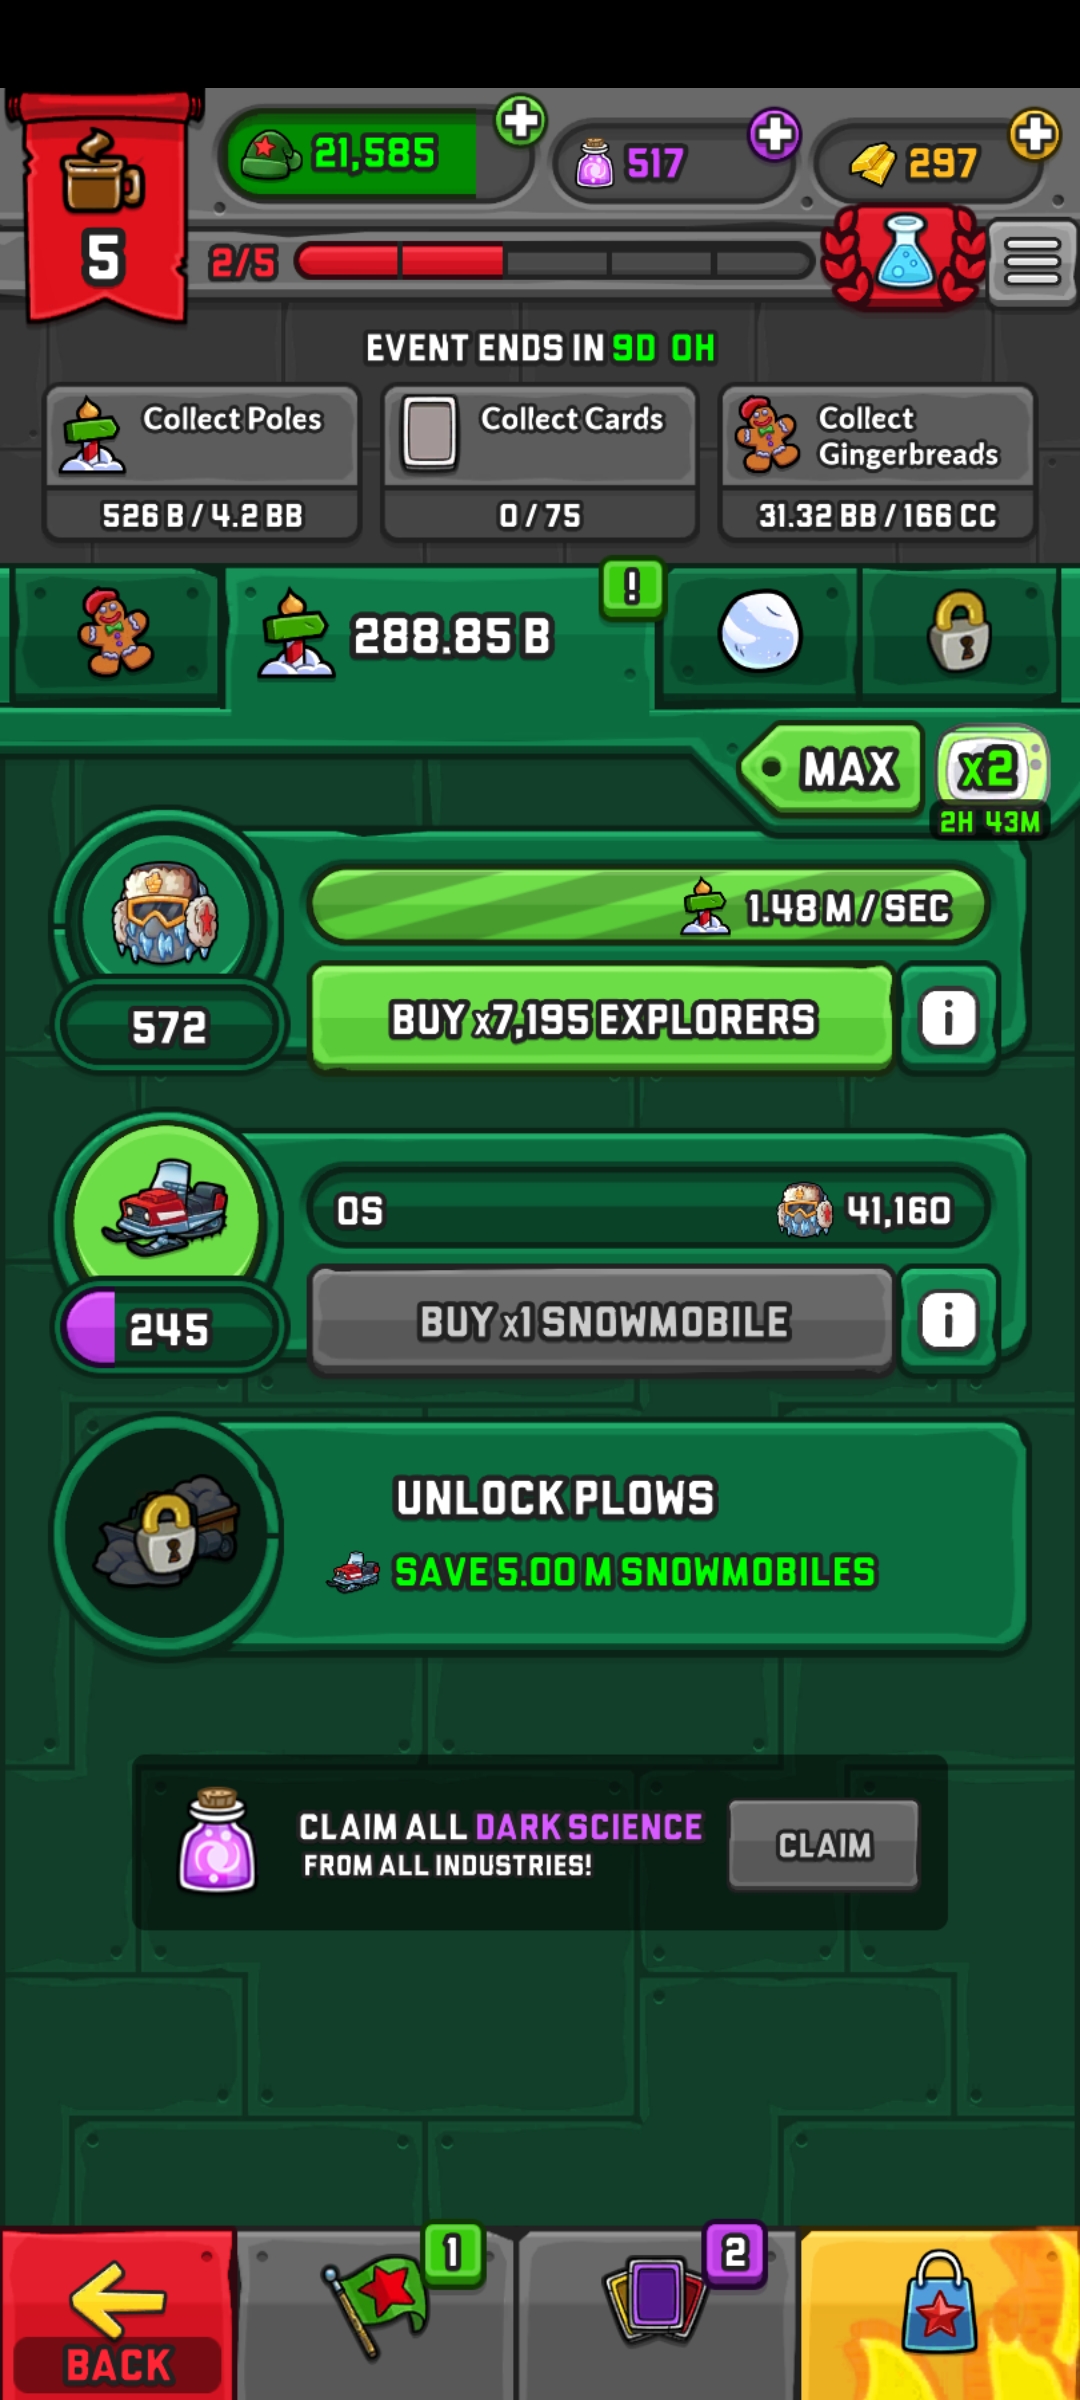 21,585
517
297
5
2/5
EVENT ENDS IN 9D 0H
Collect Poles
Collect Cards
Collect
Gingerbreads
526 B / 4.2 BB
0 / 75
31.32 BB / 166 CC
288.85 B
!
MAX
x2
2H 43M
1.48 M / SEC
572
BUY x7,195 EXPLORERS
i
0S
41,160
245
BUY x1 SNOWMOBILE
i
UNLOCK PLOWS
SAVE 5.00 M SNOWMOBILES
CLAIM ALL DARK SCIENCE
FROM ALL INDUSTRIES!
CLAIM
1
2
BACK